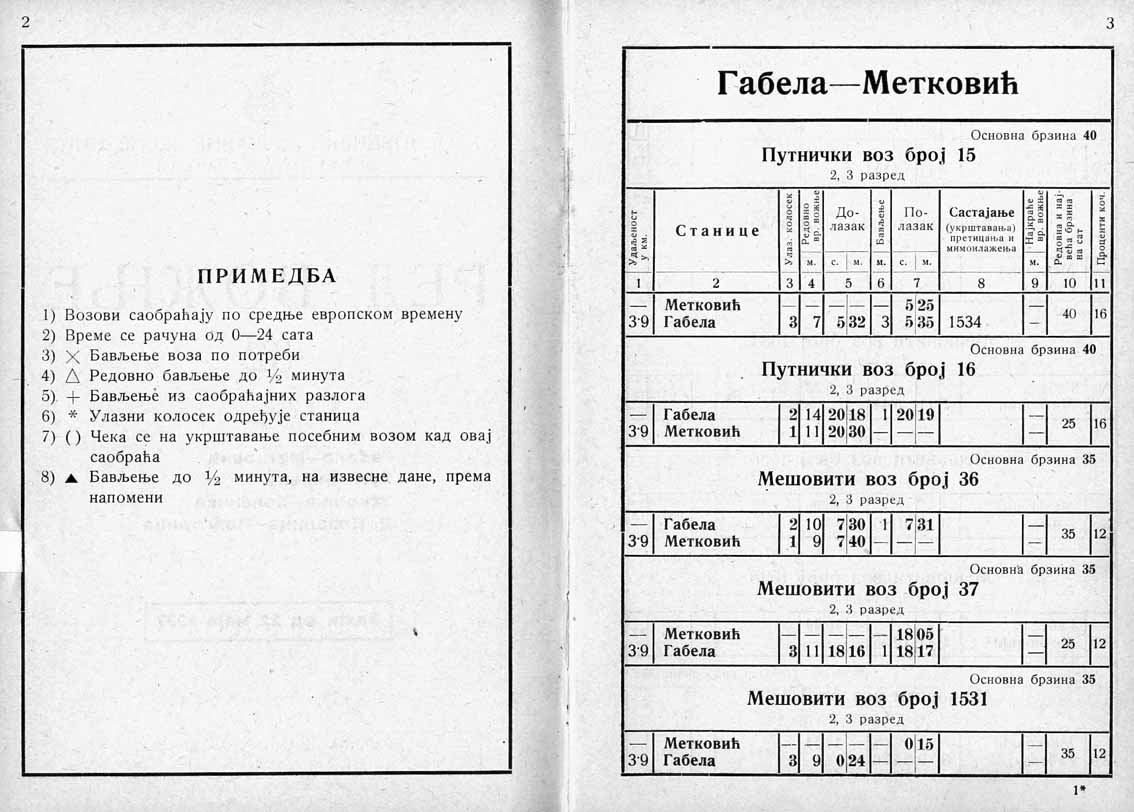 2
ПРИМЕДБА
1) Возови саобраћају по средње европском времену
2) Време се рачуна од 0—24 сата
3) ✕ Бављење воза по потреби
4) △ Редовно бављење до ½ минута
5) + Бављење из саобраћајних разлога
6) * Улазни колосек одређује станица
7) () Чека се на укрштавање посебним возом кад овај
саобраћа
8) ▲ Бављење до ½ минута, на извесне дане, према
напомени
3
Габела—Метковић
Основна брзина 40
Путнички воз број 15
2, 3 разред
Удаљеност у км. Станице Улаз. колосек Редовно вр. вожње м. До-лазак с. м. Бављење м. По-лазак с. м. Састајање (укрштавања) претицања и мимоилажења Најкраће вр. вожње м. Редовна и нај-већа брзина на сат Проценти коч.
1 2 3 4 5 6 7 8 9 10 11
— Метковић — — — — — 5 25 —
3·9 Габела 3 7 5 32 3 5 35 1534 — 40 16
Основна брзина 40
Путнички воз број 16
2, 3 разред
— Габела 2 14 20 18 1 20 19 —
3·9 Метковић 1 11 20 30 — — — — 25 16
Основна брзина 35
Мешовити воз број 36
2, 3 разред
— Габела 2 10 7 30 1 7 31 —
3·9 Метковић 1 9 7 40 — — — — 35 12
Основна брзина 35
Мешовити воз број 37
2, 3 разред
— Метковић — — — — — 18 05 —
3·9 Габела 3 11 18 16 1 18 17 — 25 12
Основна брзина 35
Мешовити воз број 1531
2, 3 разред
— Метковић — — — — — 0 15 —
3·9 Габела 3 9 0 24 — — — — 35 12
1*